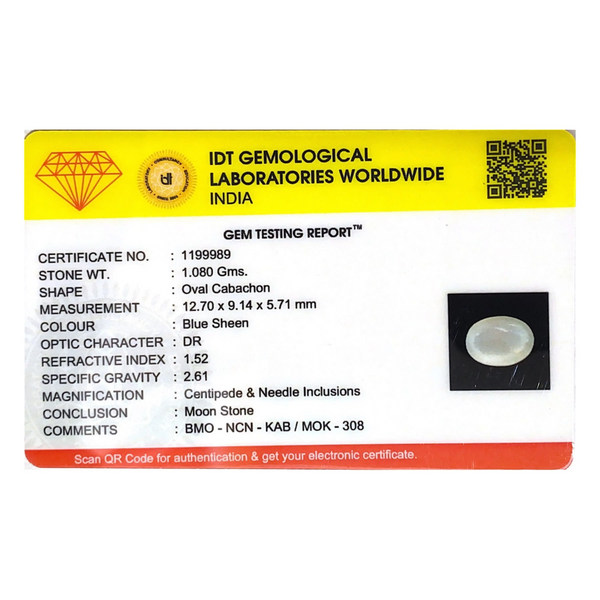 IDT GEMOLOGICAL
LABORATORIES WORLDWIDE
INDIA
GEM TESTING REPORT™
CERTIFICATE NO. : 1199989
STONE WT. : 1.080 Gms.
SHAPE : Oval Cabachon
MEASUREMENT : 12.70 x 9.14 x 5.71 mm
COLOUR : Blue Sheen
OPTIC CHARACTER : DR
REFRACTIVE INDEX : 1.52
SPECIFIC GRAVITY : 2.61
MAGNIFICATION : Centipede & Needle Inclusions
CONCLUSION : Moon Stone
COMMENTS : BMO - NCN - KAB / MOK - 308
Scan QR Code for authentication & get your electronic certificate.